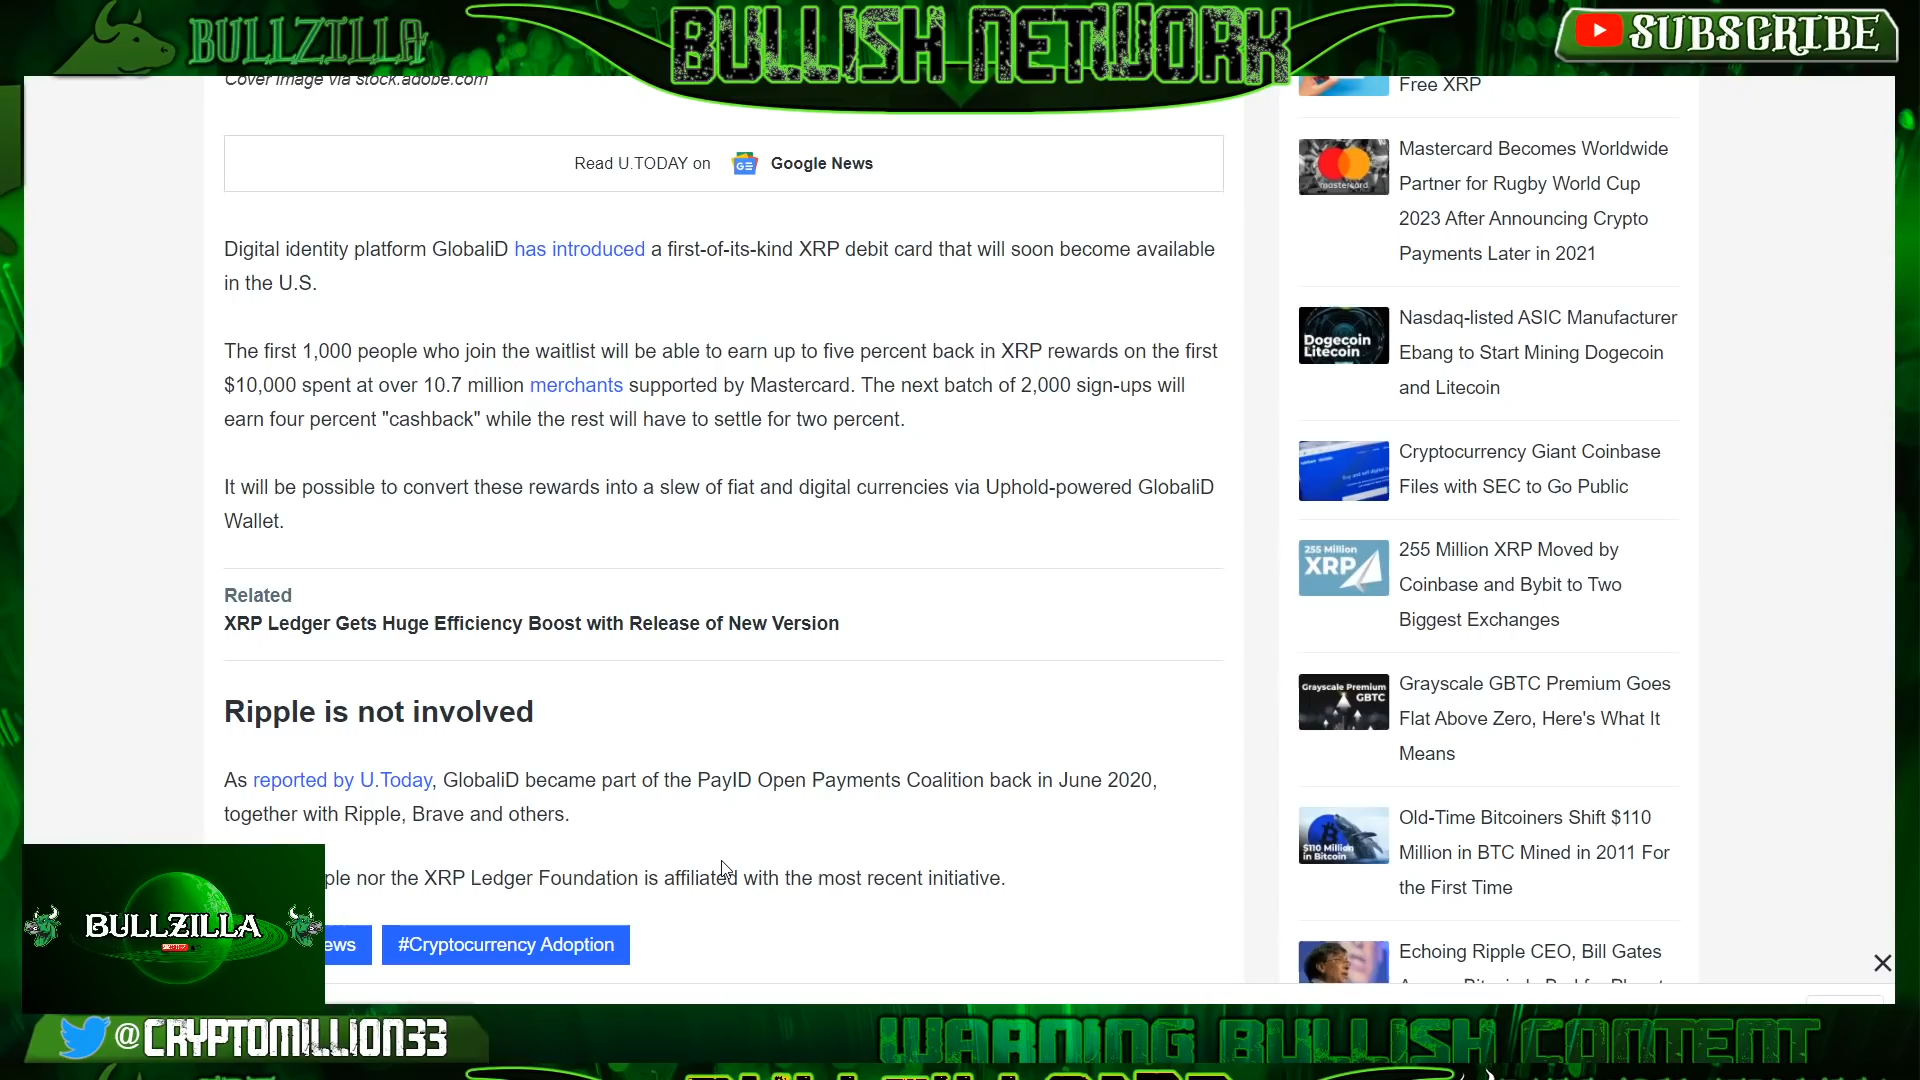 BULLZILLA
BULLISH NETWORK
SUBSCRIBE
Cover image via stock.adobe.com
Read U.TODAY on Google News
Digital identity platform GlobaliD has introduced a first-of-its-kind XRP debit card that will soon become available
in the U.S.
The first 1,000 people who join the waitlist will be able to earn up to five percent back in XRP rewards on the first
$10,000 spent at over 10.7 million merchants supported by Mastercard. The next batch of 2,000 sign-ups will
earn four percent "cashback" while the rest will have to settle for two percent.
It will be possible to convert these rewards into a slew of fiat and digital currencies via Uphold-powered GlobaliD
Wallet.
Related
XRP Ledger Gets Huge Efficiency Boost with Release of New Version
Ripple is not involved
As reported by U.Today, GlobaliD became part of the PayID Open Payments Coalition back in June 2020,
together with Ripple, Brave and others.
ple nor the XRP Ledger Foundation is affiliated with the most recent initiative.
ews
#Cryptocurrency Adoption
Free XRP
mastercard
Mastercard Becomes Worldwide
Partner for Rugby World Cup
2023 After Announcing Crypto
Payments Later in 2021
Dogecoin
Litecoin
Nasdaq-listed ASIC Manufacturer
Ebang to Start Mining Dogecoin
and Litecoin
Cryptocurrency Giant Coinbase
Files with SEC to Go Public
255 Million
XRP
255 Million XRP Moved by
Coinbase and Bybit to Two
Biggest Exchanges
Grayscale Premium
GBTC
Grayscale GBTC Premium Goes
Flat Above Zero, Here's What It
Means
$110 Million
in Bitcoin
Old-Time Bitcoiners Shift $110
Million in BTC Mined in 2011 For
the First Time
Echoing Ripple CEO, Bill Gates
BULLZILLA
@CRYPTOMILLION33
WARNING BULLISH CONTENT